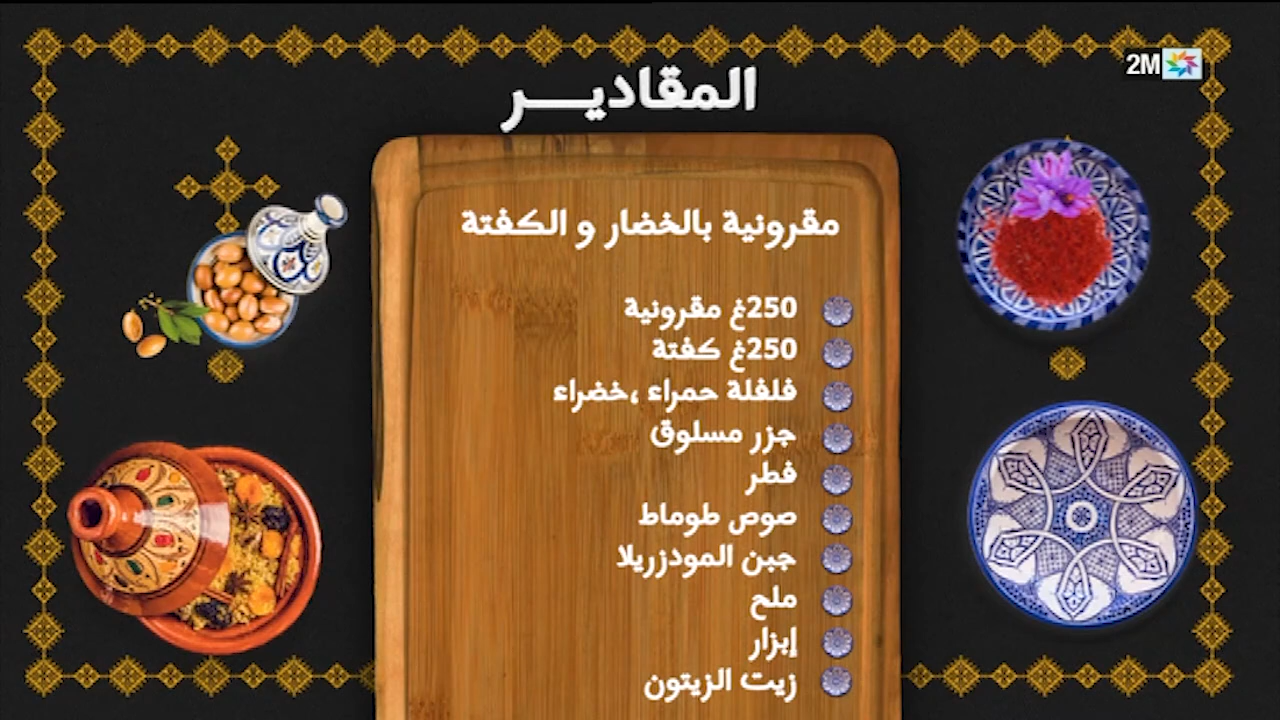 2M
المقاديـــر
مقرونية بالخضار و الكفتة
250غ مقرونية
250غ كفتة
فلفلة حمراء ،خضراء
جزر مسلوق
فطر
صوص طوماط
جبن المودزريلا
ملح
إبزار
زيت الزيتون